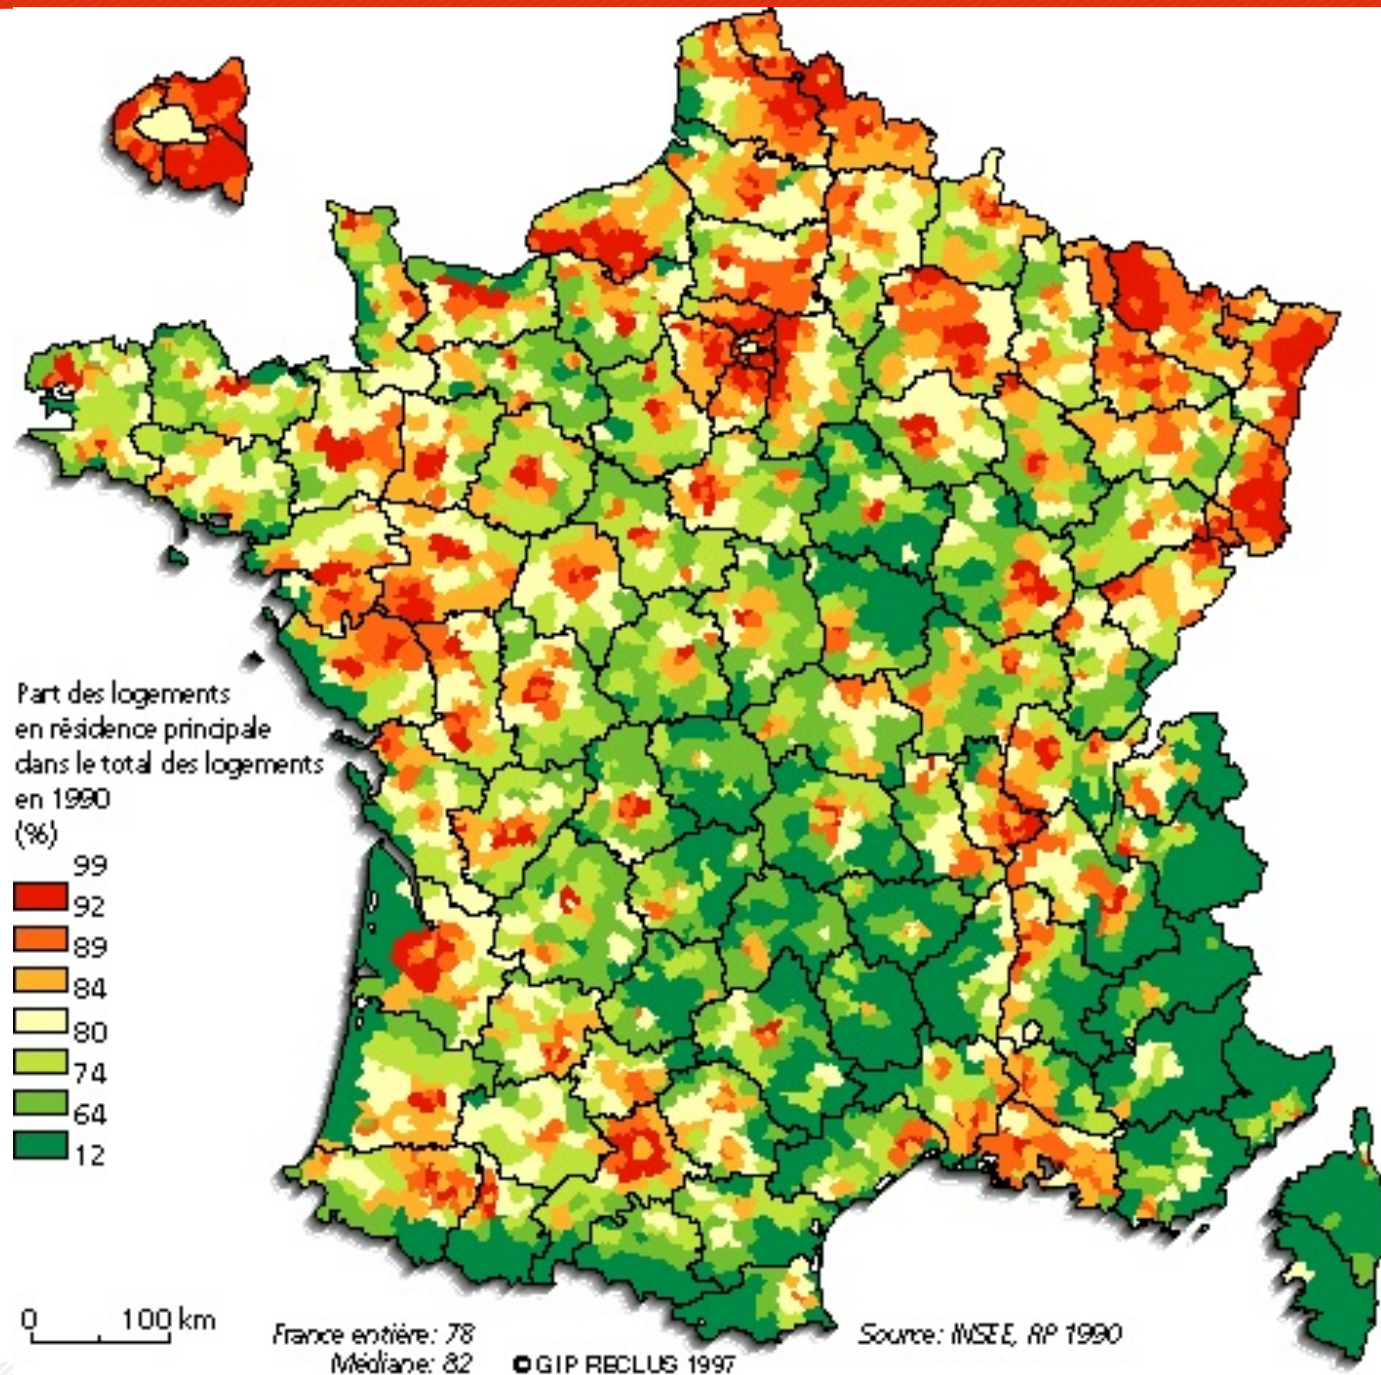 Part des logements
en résidence principale
dans le total des logements
en 1990
(%)
99
92
89
84
80
74
64
12
0 100 km
France entière: 78
Médiane: 82
© GIP RECLUS 1997
Source: INSEE, RP 1990